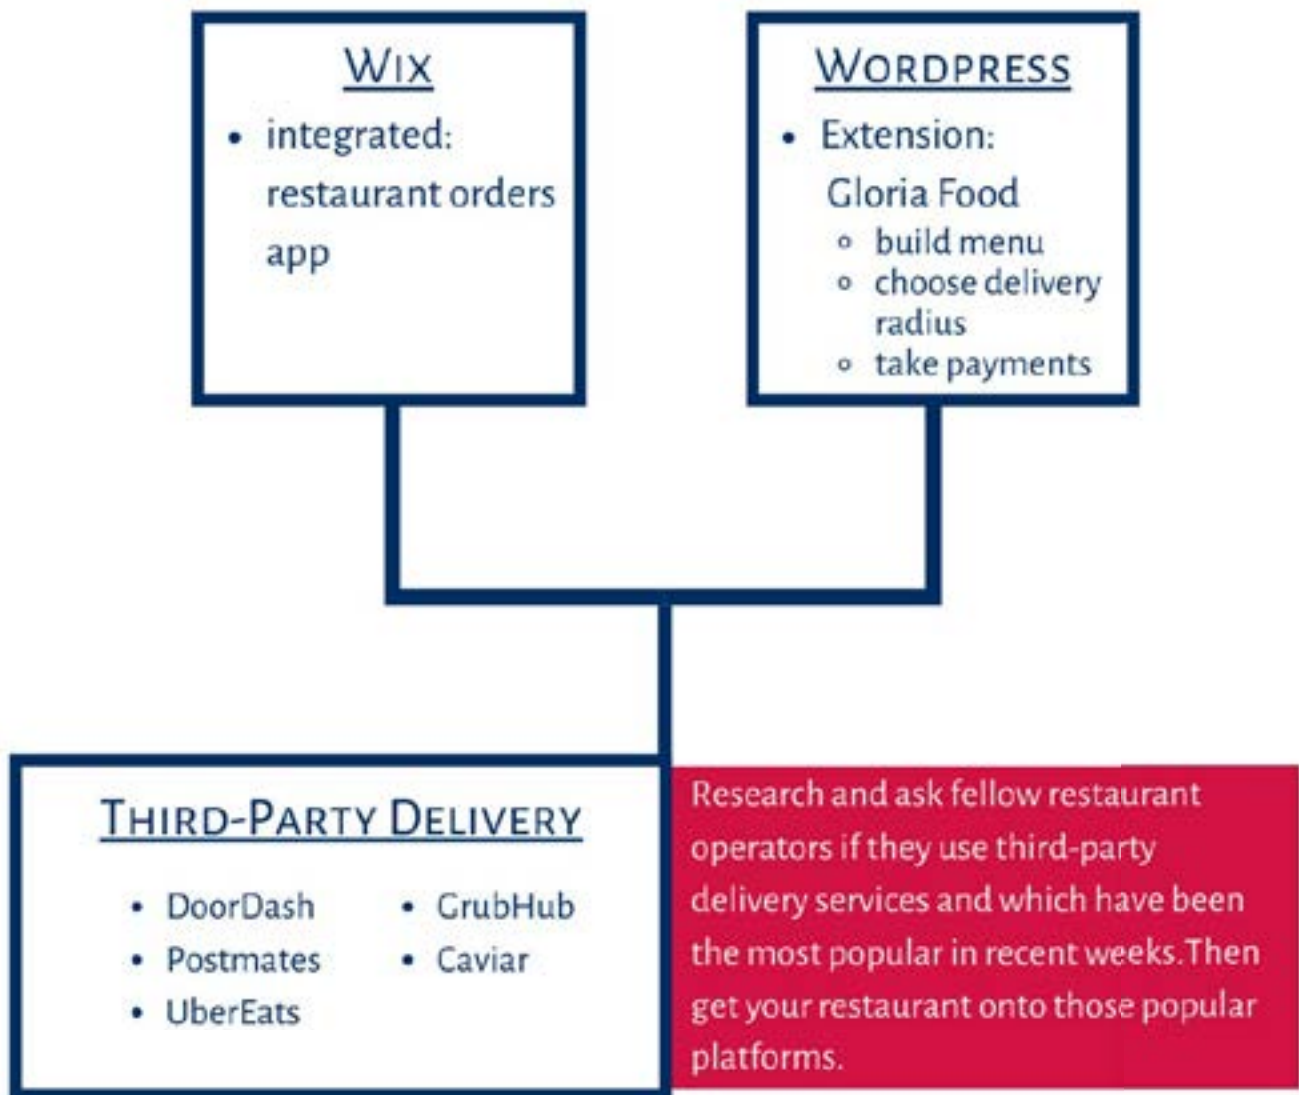 WIX
• integrated:
restaurant orders
app
WORDPRESS
• Extension:
Gloria Food
◦ build menu
◦ choose delivery
radius
◦ take payments
THIRD-PARTY DELIVERY
• DoorDash
• Postmates
• UberEats
• GrubHub
• Caviar
Research and ask fellow restaurant
operators if they use third-party
delivery services and which have been
the most popular in recent weeks.Then
get your restaurant onto those popular
platforms.